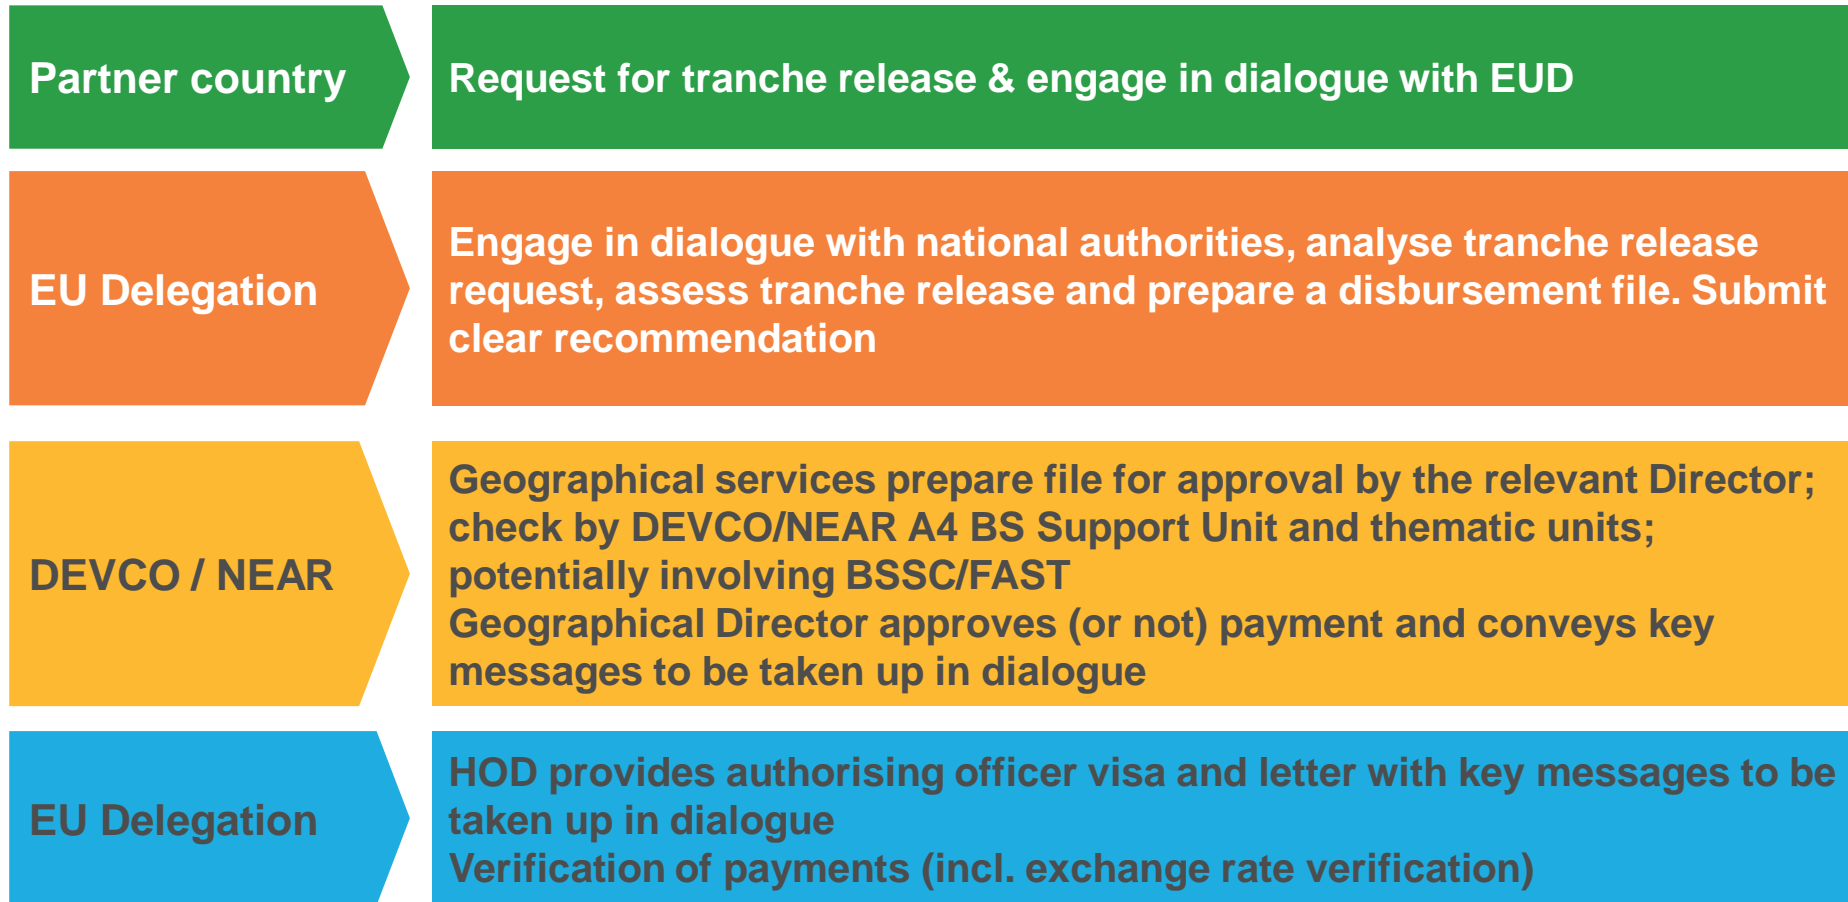 Partner country
Request for tranche release & engage in dialogue with EUD
EU Delegation
Engage in dialogue with national authorities, analyse tranche release
request, assess tranche release and prepare a disbursement file. Submit
clear recommendation
DEVCO / NEAR
Geographical services prepare file for approval by the relevant Director;
check by DEVCO/NEAR A4 BS Support Unit and thematic units;
potentially involving BSSC/FAST
Geographical Director approves (or not) payment and conveys key
messages to be taken up in dialogue
EU Delegation
HOD provides authorising officer visa and letter with key messages to be
taken up in dialogue
Verification of payments (incl. exchange rate verification)